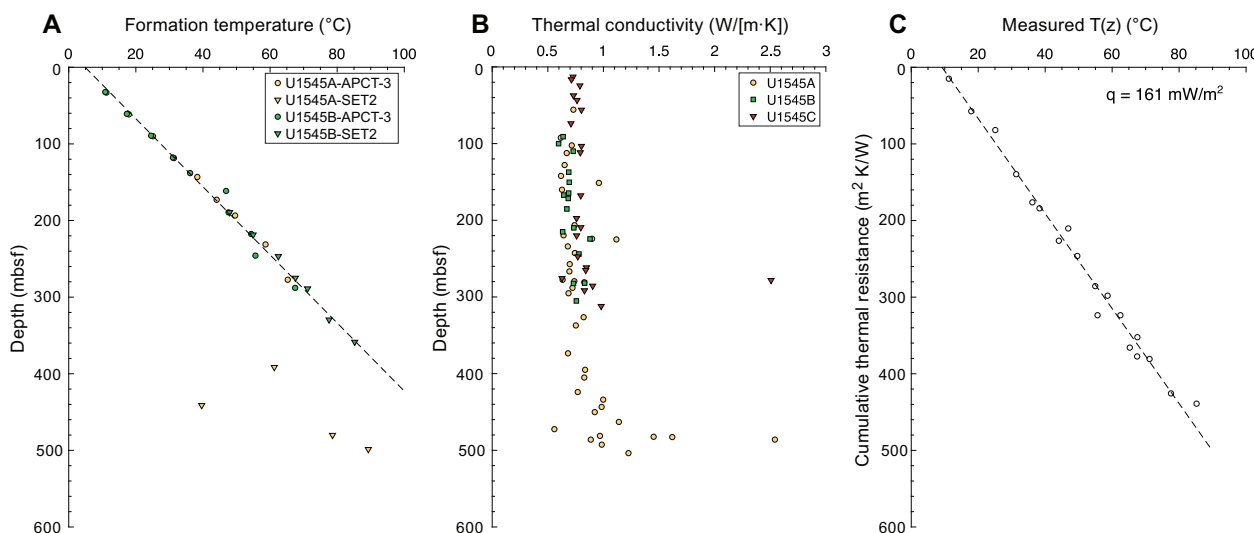 A
Formation temperature (°C)
0 20 40 60 80 100
0
100
200
300
400
500
600
Depth (mbsf)
U1545A-APCT-3
U1545A-SET2
U1545B-APCT-3
U1545B-SET2
B
Thermal conductivity (W/[m·K])
0 0.5 1 1.5 2 2.5 3
0
100
200
300
400
500
600
Depth (mbsf)
U1545A
U1545B
U1545C
C
Measured T(z) (°C)
0 20 40 60 80 100
0
100
200
300
400
500
600
Cumulative thermal resistance (m² K/W)
q = 161 mW/m²